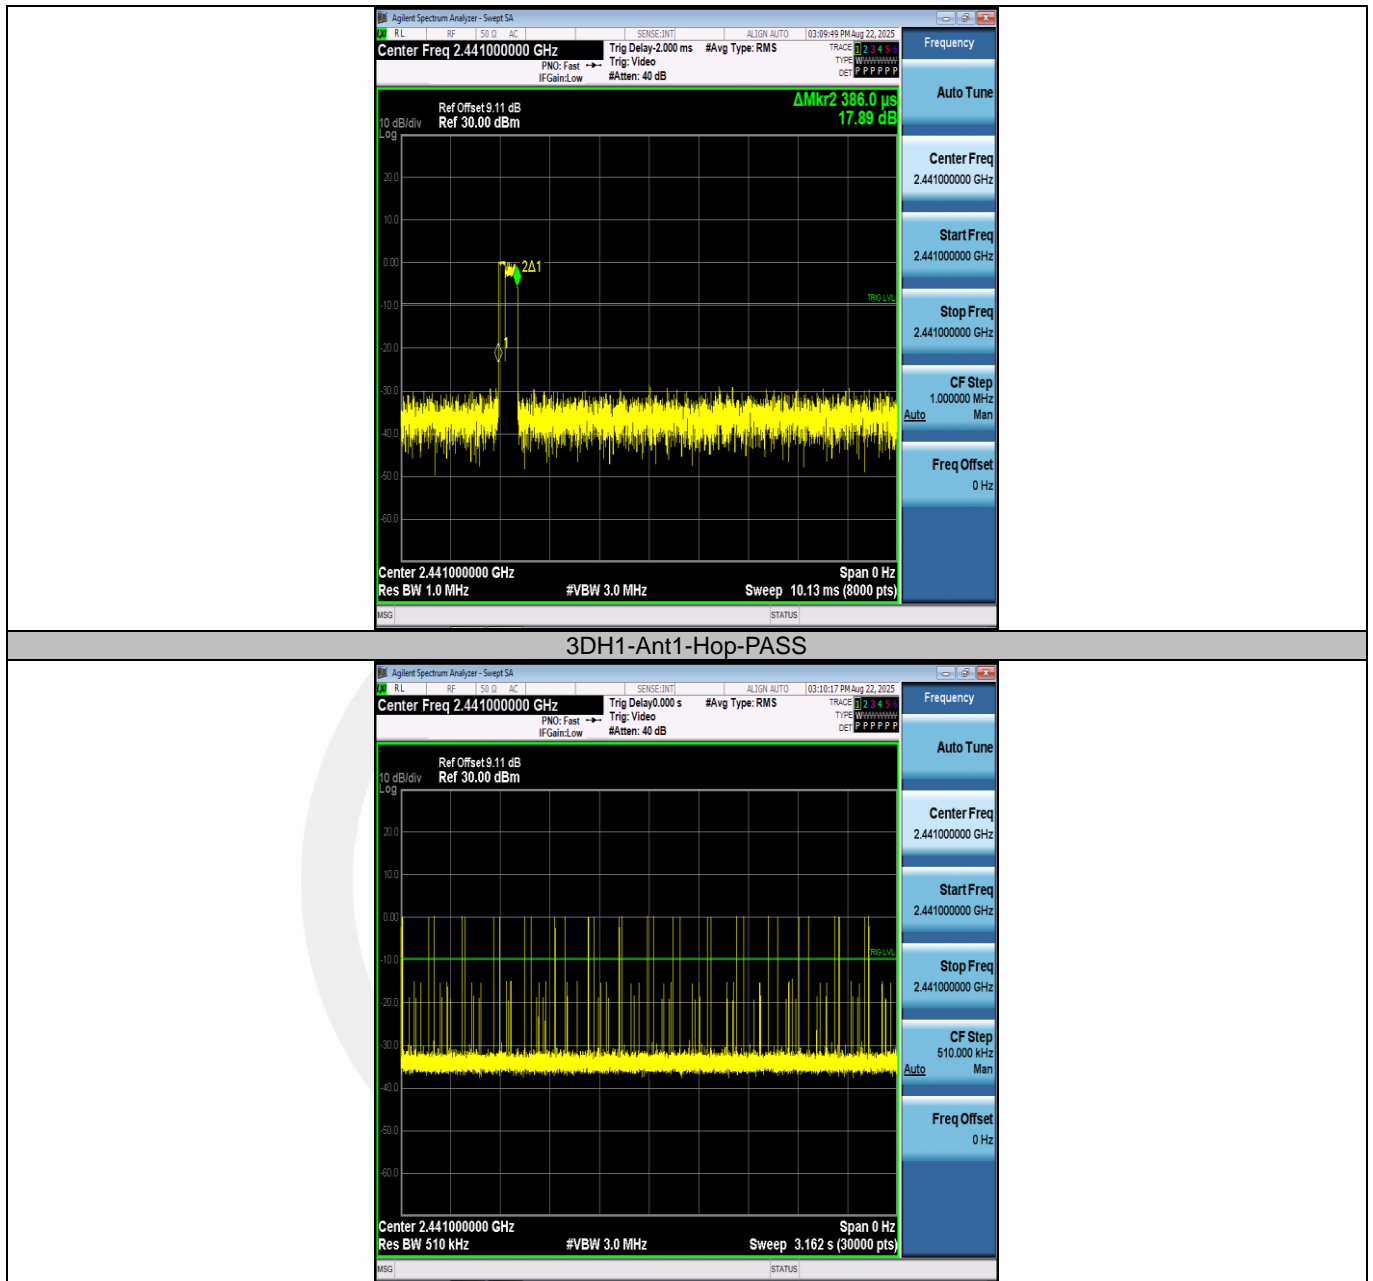 Agilent Spectrum Analyzer - Swept SA
RL RF 50 Ω AC SENSE:INT ALIGN AUTO 03:09:49 PM Aug 22, 2025
Center Freq 2.441000000 GHz Trig Delay-2.000 ms #Avg Type: RMS TRACE 1 2 3 4 5 6
PNO: Fast Trig: Video TYPE W
IFGain:Low #Atten: 40 dB DET P P P P P P
Frequency
Auto Tune
Center Freq
2.441000000 GHz
Start Freq
2.441000000 GHz
Stop Freq
2.441000000 GHz
CF Step
1.000000 MHz
Auto Man
Freq Offset
0 Hz
ΔMkr2 386.0 µs
17.89 dB
Ref Offset 9.11 dB
10 dB/div Ref 30.00 dBm
Log
20.0
10.0
0.00
-10.0
-20.0
-30.0
-40.0
-50.0
-60.0
2Δ1
TRIG LVL
1
Center 2.441000000 GHz Span 0 Hz
Res BW 1.0 MHz #VBW 3.0 MHz Sweep 10.13 ms (8000 pts)
MSG STATUS
3DH1-Ant1-Hop-PASS
Agilent Spectrum Analyzer - Swept SA
RL RF 50 Ω AC SENSE:INT ALIGN AUTO 03:10:17 PM Aug 22, 2025
Center Freq 2.441000000 GHz Trig Delay0.000 s #Avg Type: RMS TRACE 1 2 3 4 5 6
PNO: Fast Trig: Video TYPE W
IFGain:Low #Atten: 40 dB DET P P P P P P
Frequency
Auto Tune
Center Freq
2.441000000 GHz
Start Freq
2.441000000 GHz
Stop Freq
2.441000000 GHz
CF Step
510.000 kHz
Auto Man
Freq Offset
0 Hz
Ref Offset 9.11 dB
10 dB/div Ref 30.00 dBm
Log
20.0
10.0
0.00
-10.0
-20.0
-30.0
-40.0
-50.0
-60.0
TRIG LVL
Center 2.441000000 GHz Span 0 Hz
Res BW 510 kHz #VBW 3.0 MHz Sweep 3.162 s (30000 pts)
MSG STATUS